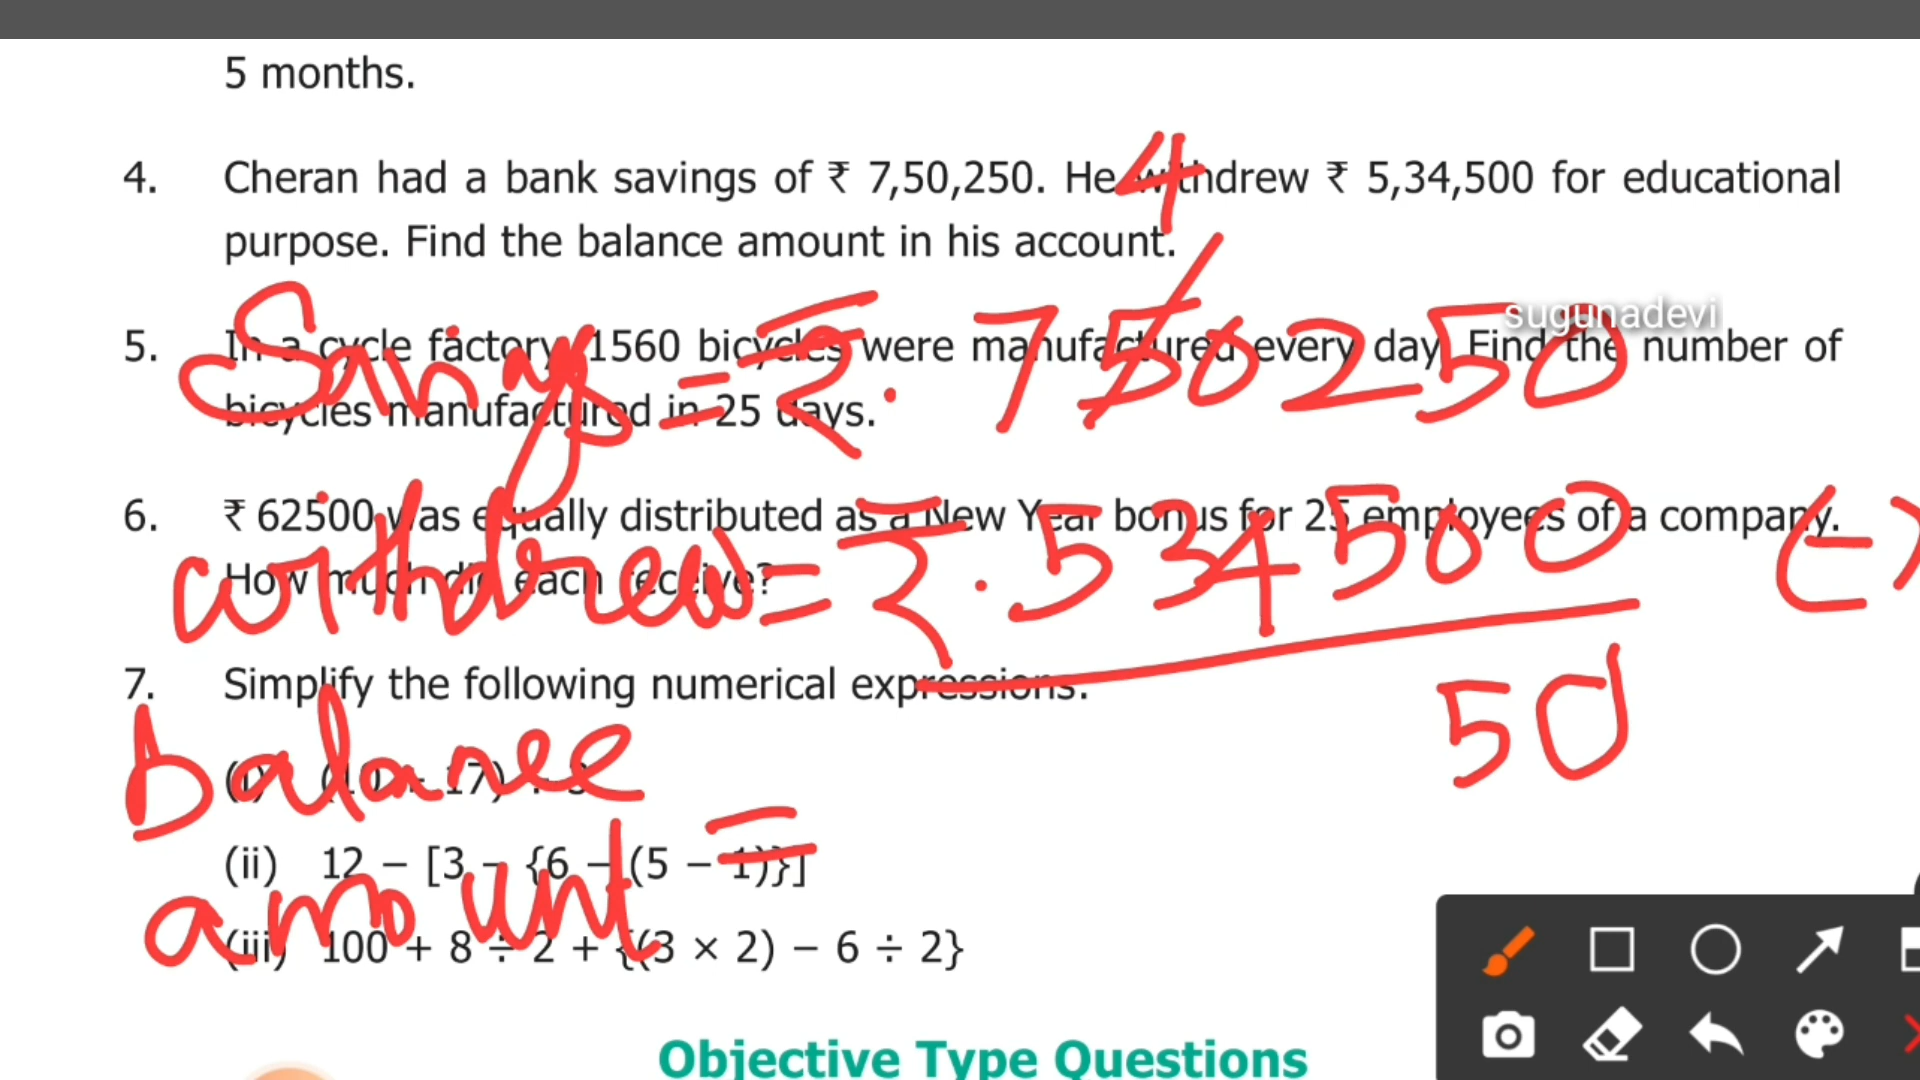 5 months.
4. Cheran had a bank savings of ₹ 7,50,250. He withdrew ₹ 5,34,500 for educational
4
purpose. Find the balance amount in his account.
sugunadevi
5. In a cycle factory, 1560 bicycles were manufactured every day. Find the number of
Saving = ₹. 750250
bicycles manufactured in 25 days.
6. ₹ 62500 was equally distributed as a New Year bonus for 25 employees of a company.
withdrew = ₹. 534500 (-)
How much did each receive?
7. Simplify the following numerical expressions.
50
balance
(i)
(ii) 12 – [3 – {6 – (5 – 1)}]
amount =
(iii) 100 + 8 ÷ 2 + {(3 × 2) – 6 ÷ 2}
Objective Type Questions